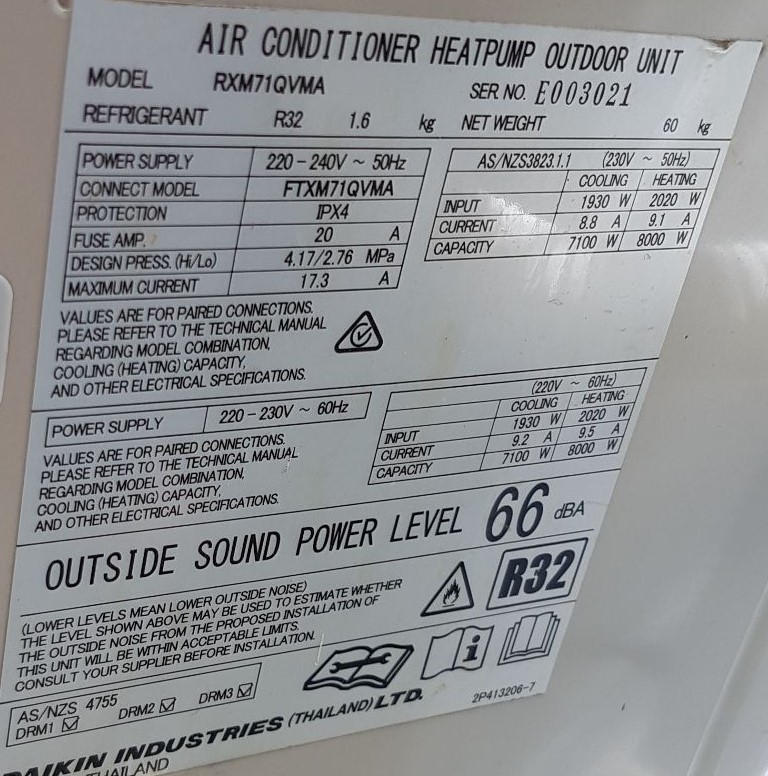 AIR CONDITIONER HEATPUMP OUTDOOR UNIT
MODEL RXM71QVMA SER NO. E003021
REFRIGERANT R32 1.6 kg NET WEIGHT 60 kg
POWER SUPPLY 220-240V ~ 50Hz
CONNECT MODEL FTXM71QVMA
PROTECTION IPX4
FUSE AMP. 20 A
DESIGN PRESS. (Hi/Lo) 4.17/2.76 MPa
MAXIMUM CURRENT 17.3 A
AS/NZS3823.1.1 (230V ~ 50Hz)
COOLING HEATING
INPUT 1930 W 2020 W
CURRENT 8.8 A 9.1 A
CAPACITY 7100 W 8000 W
VALUES ARE FOR PAIRED CONNECTIONS.
PLEASE REFER TO THE TECHNICAL MANUAL
REGARDING MODEL COMBINATION,
COOLING (HEATING) CAPACITY,
AND OTHER ELECTRICAL SPECIFICATIONS.
POWER SUPPLY 220-230V ~ 60Hz
(220V ~ 60Hz)
COOLING HEATING
INPUT 1930 W 2020 W
CURRENT 9.2 A 9.5 A
CAPACITY 7100 W 8000 W
VALUES ARE FOR PAIRED CONNECTIONS.
PLEASE REFER TO THE TECHNICAL MANUAL
REGARDING MODEL COMBINATION,
COOLING (HEATING) CAPACITY,
AND OTHER ELECTRICAL SPECIFICATIONS.
OUTSIDE SOUND POWER LEVEL 66 dBA
(LOWER LEVELS MEAN LOWER OUTSIDE NOISE)
THE LEVEL SHOWN ABOVE MAY BE USED TO ESTIMATE WHETHER
THE OUTSIDE NOISE FROM THE PROPOSED INSTALLATION OF
THIS UNIT WILL BE WITHIN ACCEPTABLE LIMITS.
CONSULT YOUR SUPPLIER BEFORE INSTALLATION.
R32
AS/NZS 4755
DRM1 ☑ DRM2 ☑ DRM3 ☑
2P413206-7
DAIKIN INDUSTRIES (THAILAND) LTD.
THAILAND